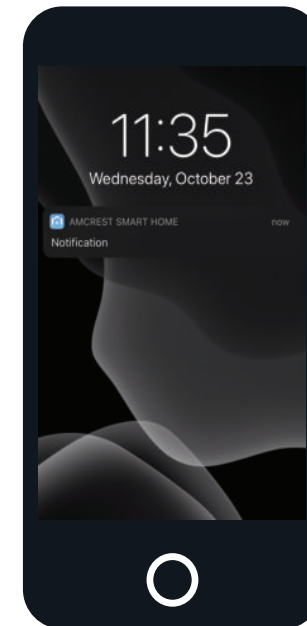 11:35
Wednesday, October 23
AMCREST SMART HOME now
Notification